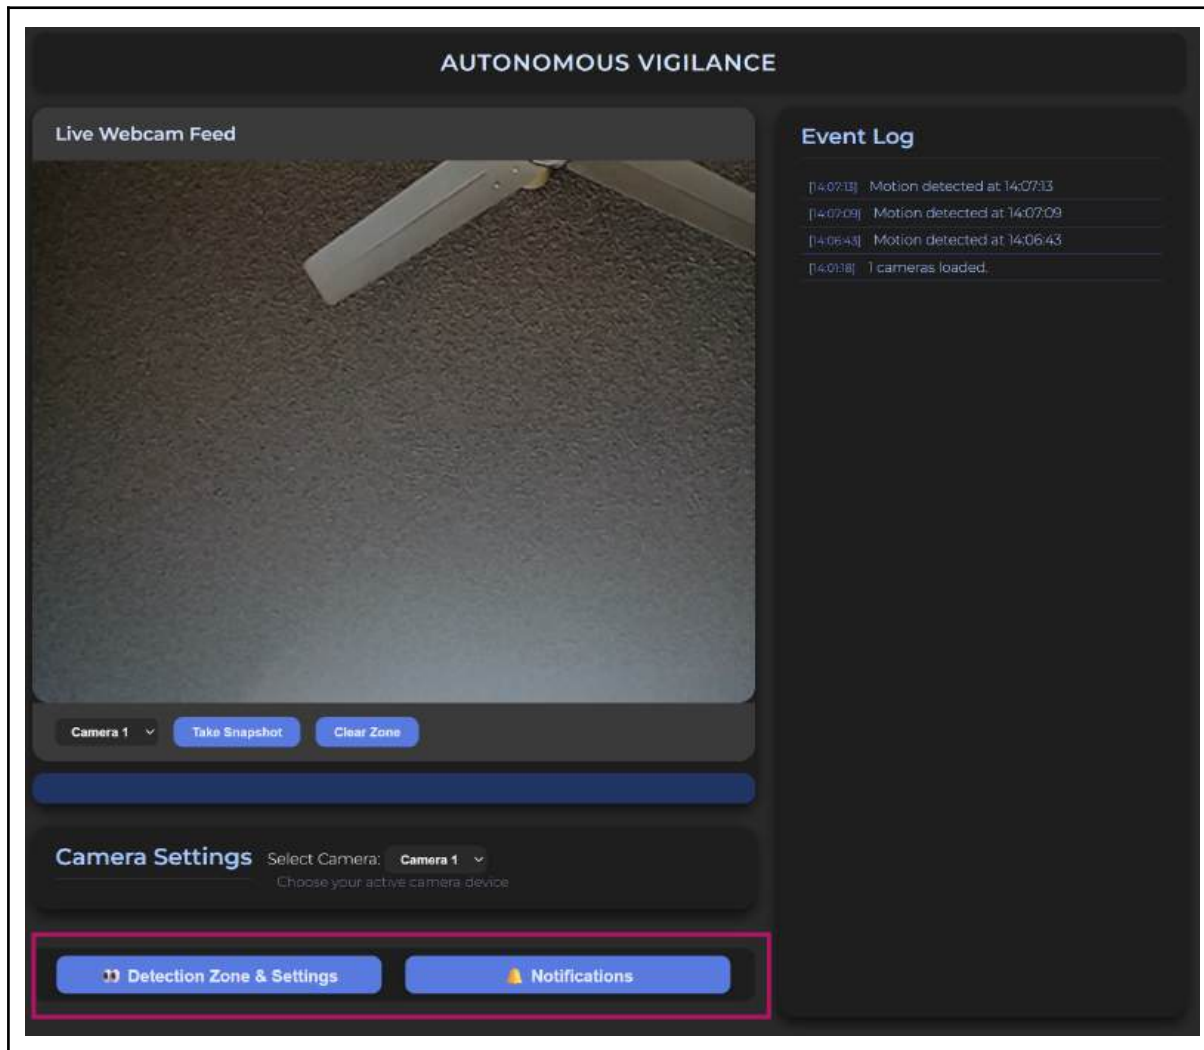 AUTONOMOUS VIGILANCE
Live Webcam Feed
Camera 1
Take Snapshot
Clear Zone
Camera Settings
Select Camera:
Camera 1
Choose your active camera device
👀 Detection Zone & Settings
🔔 Notifications
Event Log
[14:07:13] Motion detected at 14:07:13
[14:07:09] Motion detected at 14:07:09
[14:06:43] Motion detected at 14:06:43
[14:01:18] 1 cameras loaded.